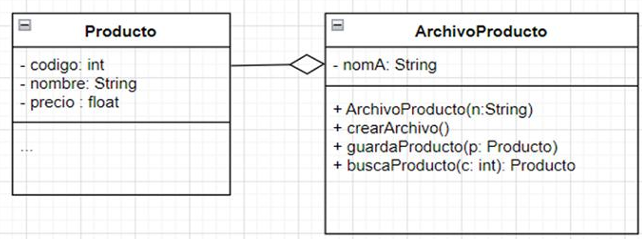 Producto
- codigo: int
- nombre: String
- precio : float
...
ArchivoProducto
- nomA: String
+ ArchivoProducto(n:String)
+ crearArchivo()
+ guardaProducto(p: Producto)
+ buscaProducto(c: int): Producto